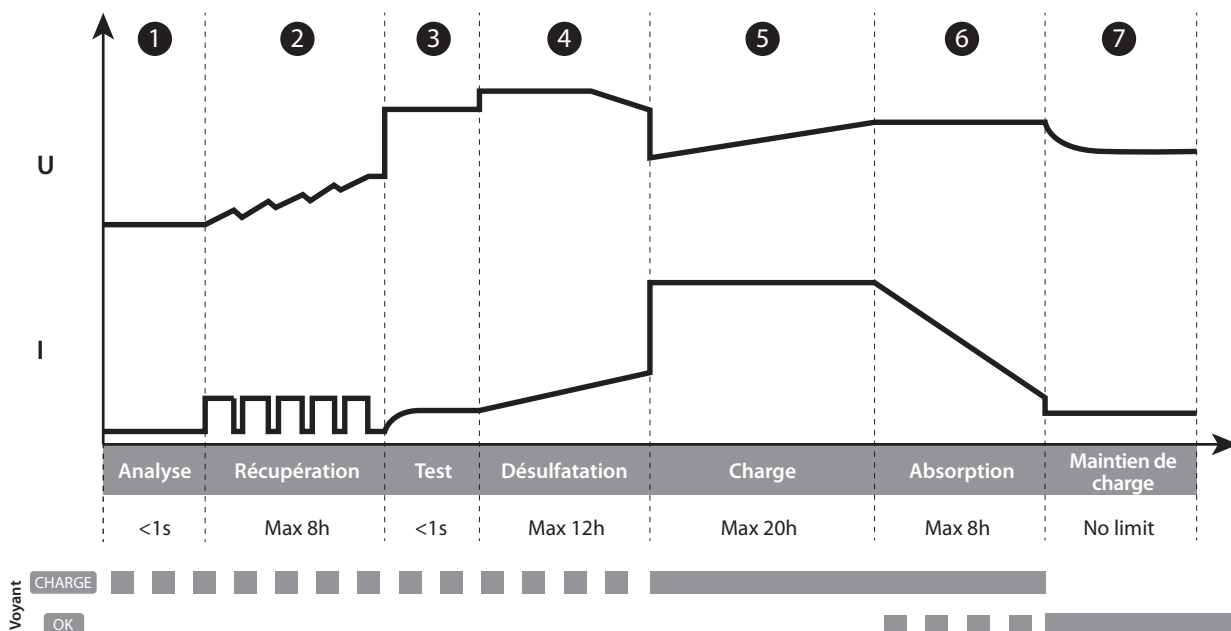 1 2 3 4 5 6 7
U
I
Analyse Récupération Test Désulfatation Charge Absorption Maintien de
charge
<1s Max 8h <1s Max 12h Max 20h Max 8h No limit
Voyant
CHARGE
OK